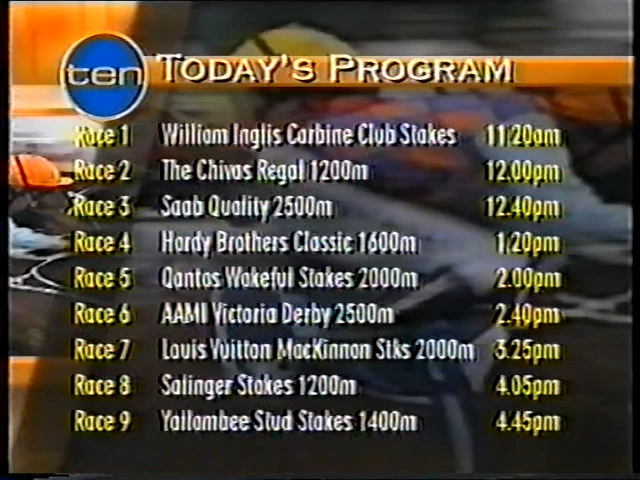 ten TODAY'S PROGRAM
Race 1 William Inglis Carbine Club Stakes 11.20am
Race 2 The Chivas Regal 1200m 12.00pm
Race 3 Saab Quality 2500m 12.40pm
Race 4 Hardy Brothers Classic 1600m 1.20pm
Race 5 Qantas Wakeful Stakes 2000m 2.00pm
Race 6 AAMI Victoria Derby 2500m 2.40pm
Race 7 Louis Vuitton MacKinnon Stks 2000m 3.25pm
Race 8 Salinger Stakes 1200m 4.05pm
Race 9 Yallambee Stud Stakes 1400m 4.45pm